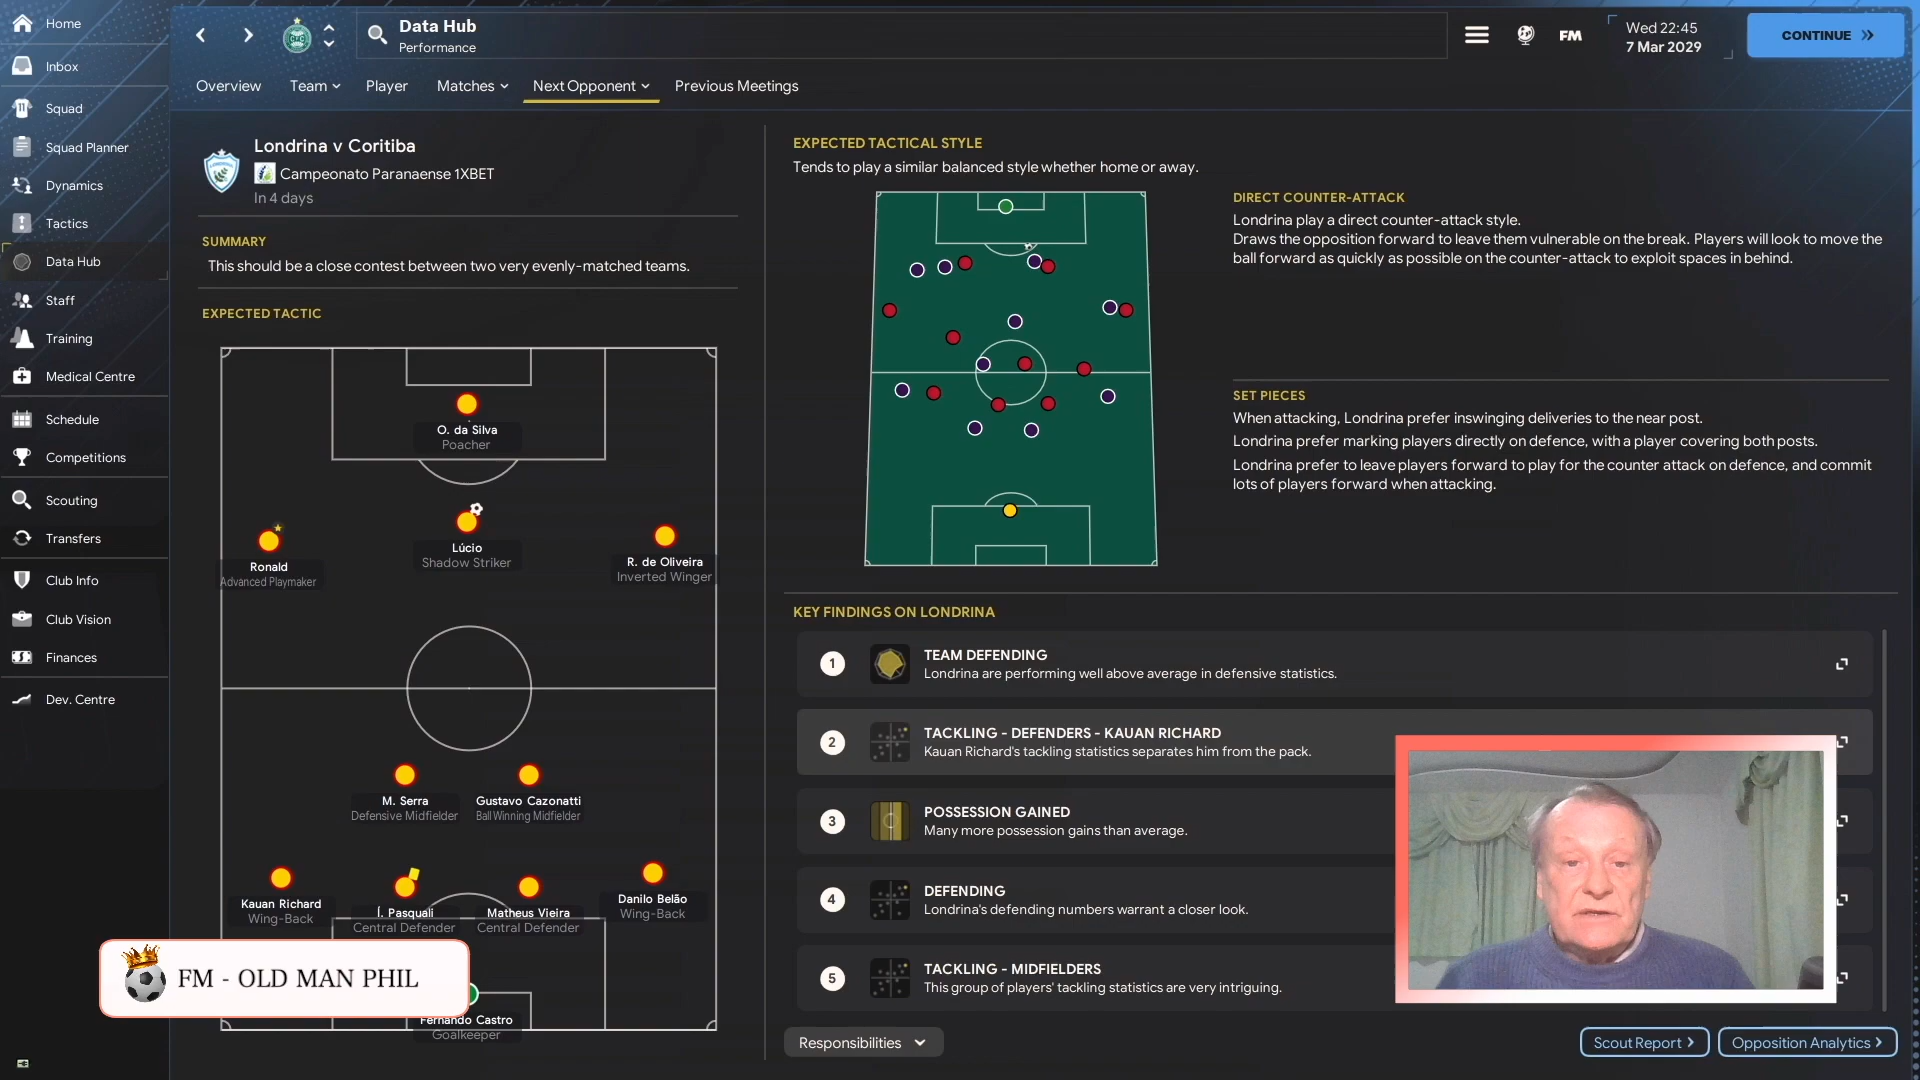 Home
Inbox
Squad
Squad Planner
Dynamics
Tactics
Data Hub
Staff
Training
Medical Centre
Schedule
Competitions
Scouting
Transfers
Club Info
Club Vision
Finances
Dev. Centre
Data Hub
Performance
FM
Wed 22:45
7 Mar 2029
CONTINUE
Overview
Team
Player
Matches
Next Opponent
Previous Meetings
Londrina v Coritiba
Campeonato Paranaense 1XBET
In 4 days
SUMMARY
This should be a close contest between two very evenly-matched teams.
EXPECTED TACTIC
O. da Silva
Poacher
Ronald
Advanced Playmaker
Lúcio
Shadow Striker
R. de Oliveira
Inverted Winger
M. Serra
Defensive Midfielder
Gustavo Cazonatti
Ball Winning Midfielder
Kauan Richard
Wing-Back
Í. Pasquali
Central Defender
Matheus Vieira
Central Defender
Danilo Belão
Wing-Back
Fernando Castro
Goalkeeper
FM - OLD MAN PHIL
EXPECTED TACTICAL STYLE
Tends to play a similar balanced style whether home or away.
DIRECT COUNTER-ATTACK
Londrina play a direct counter-attack style.
Draws the opposition forward to leave them vulnerable on the break. Players will look to move the
ball forward as quickly as possible on the counter-attack to exploit spaces in behind.
SET PIECES
When attacking, Londrina prefer inswinging deliveries to the near post.
Londrina prefer marking players directly on defence, with a player covering both posts.
Londrina prefer to leave players forward to play for the counter attack on defence, and commit
lots of players forward when attacking.
KEY FINDINGS ON LONDRINA
1
TEAM DEFENDING
Londrina are performing well above average in defensive statistics.
2
TACKLING - DEFENDERS - KAUAN RICHARD
Kauan Richard's tackling statistics separates him from the pack.
3
POSSESSION GAINED
Many more possession gains than average.
4
DEFENDING
Londrina's defending numbers warrant a closer look.
5
TACKLING - MIDFIELDERS
This group of players' tackling statistics are very intriguing.
Responsibilities
Scout Report
Opposition Analytics